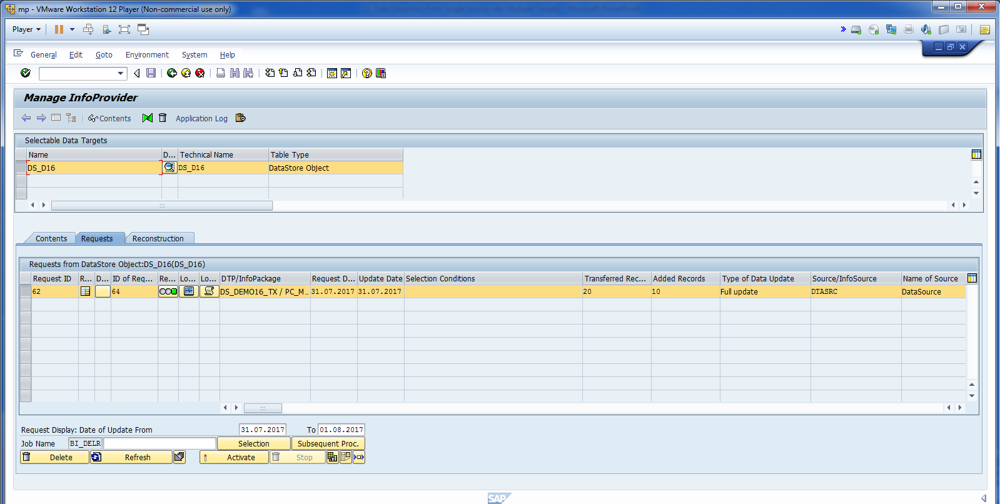 mp - VMware Workstation 12 Player (Non-commercial use only)
Player
General Edit Goto Environment System Help
Manage InfoProvider
Contents Application Log
Selectable Data Targets
Name D... Technical Name Table Type
DS_D16 DS_D16 DataStore Object
Contents Requests Reconstruction
Requests from DataStore Object:DS_D16(DS_D16)
Request ID R... D... ID of Req... Re... Lo... Lo... DTP/InfoPackage Request D... Update Date Selection Conditions Transferred Rec... Added Records Type of Data Update Source/InfoSource Name of Source
62 64 DS_DEMO16_TX / PC_M... 31.07.2017 31.07.2017 20 10 Full update DTASRC DataSource
Request Display: Date of Update From 31.07.2017 To 01.08.2017
Job Name BI_DELR Selection Subsequent Proc.
Delete Refresh Activate Stop
SAP